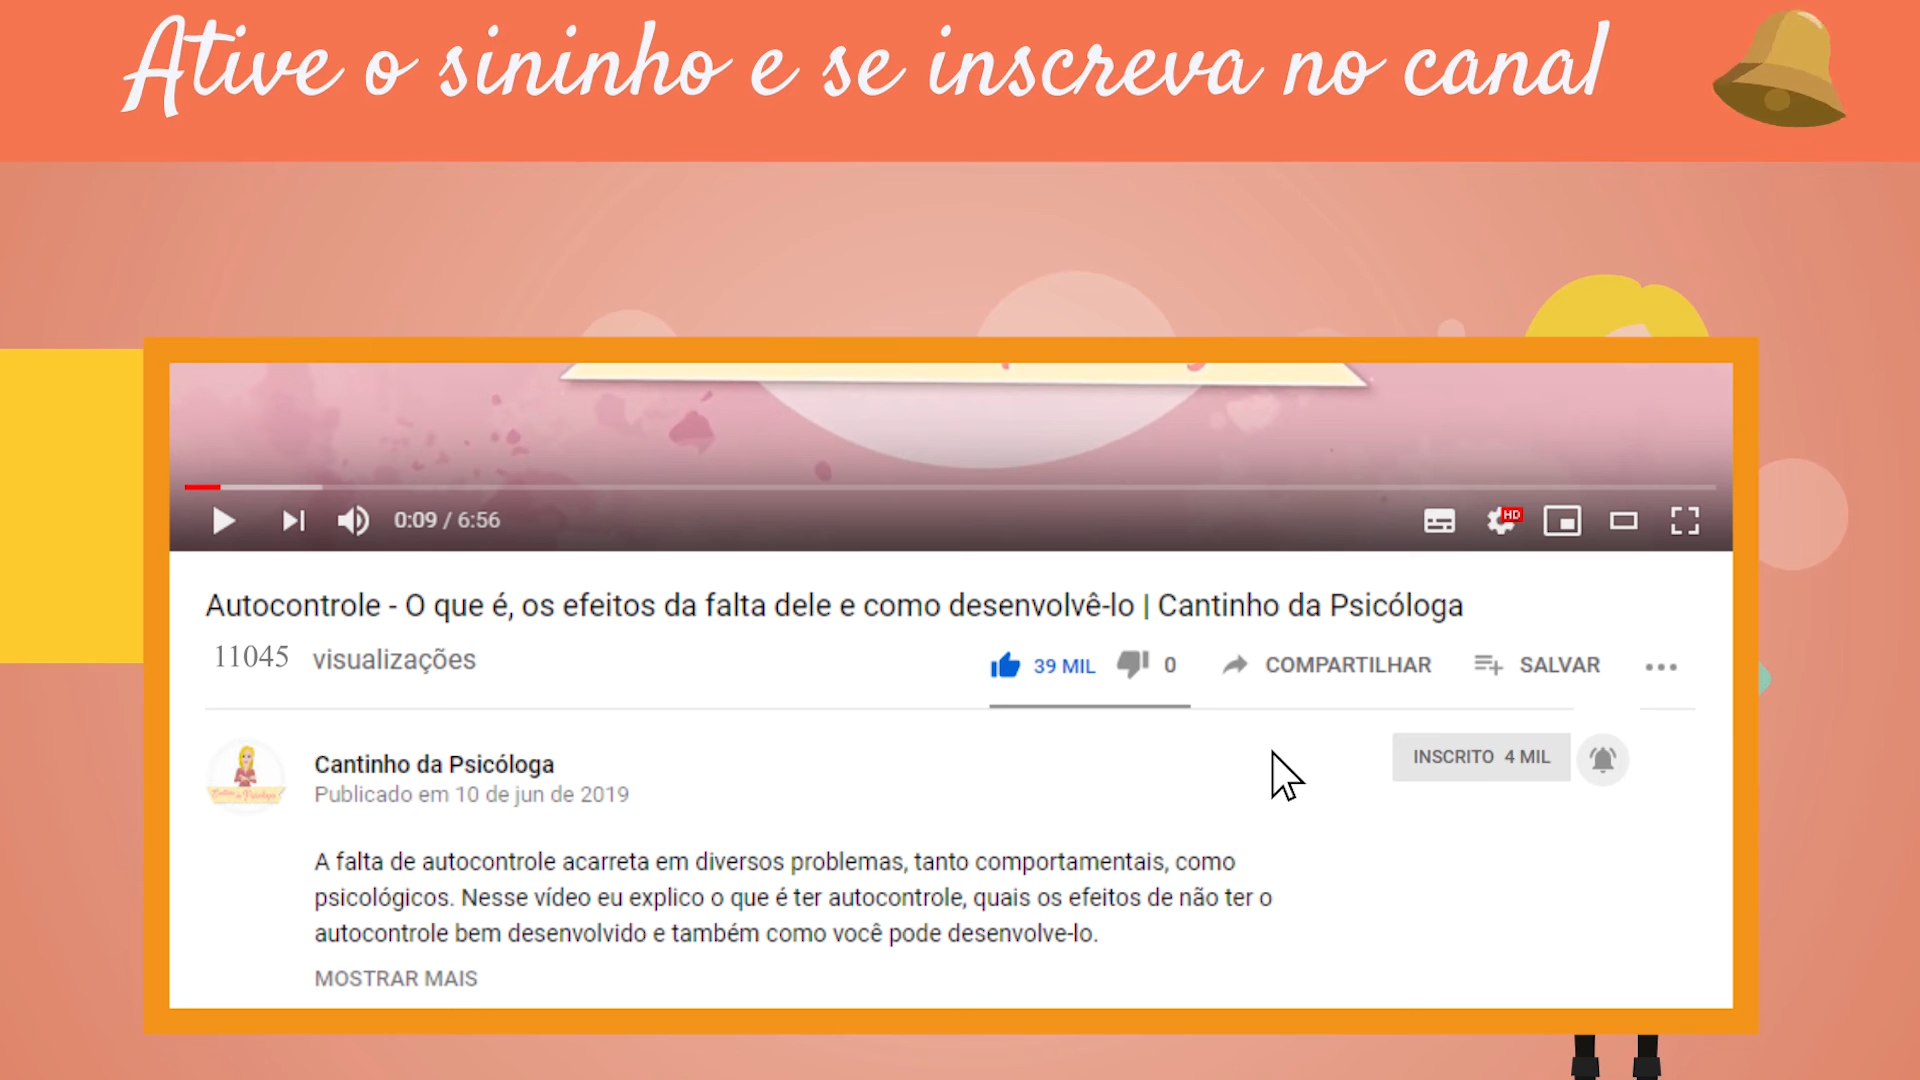 Ative o sininho e se inscreva no canal
0:09 / 6:56
HD
Autocontrole - O que é, os efeitos da falta dele e como desenvolvê-lo | Cantinho da Psicóloga
11045 visualizações
39 MIL 0 COMPARTILHAR SALVAR
Cantinho da Psicóloga
INSCRITO 4 MIL
Publicado em 10 de jun de 2019
A falta de autocontrole acarreta em diversos problemas, tanto comportamentais, como
psicológicos. Nesse vídeo eu explico o que é ter autocontrole, quais os efeitos de não ter o
autocontrole bem desenvolvido e também como você pode desenvolve-lo.
MOSTRAR MAIS